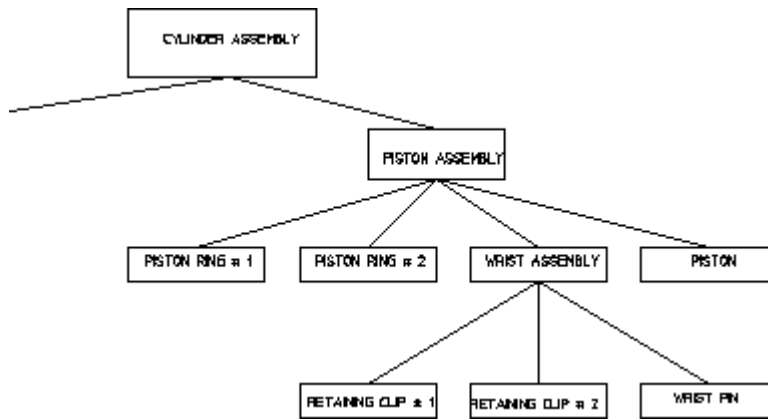 CYLINDER ASSEMBLY
PISTON ASSEMBLY
PISTON RING # 1
PISTON RING # 2
WRIST ASSEMBLY
PISTON
RETAINING CLIP # 1
RETAINING CLIP # 2
WRIST PIN